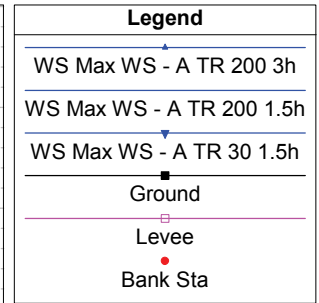 Legend
WS Max WS - A TR 200 3h
WS Max WS - A TR 200 1.5h
WS Max WS - A TR 30 1.5h
Ground
Levee
Bank Sta